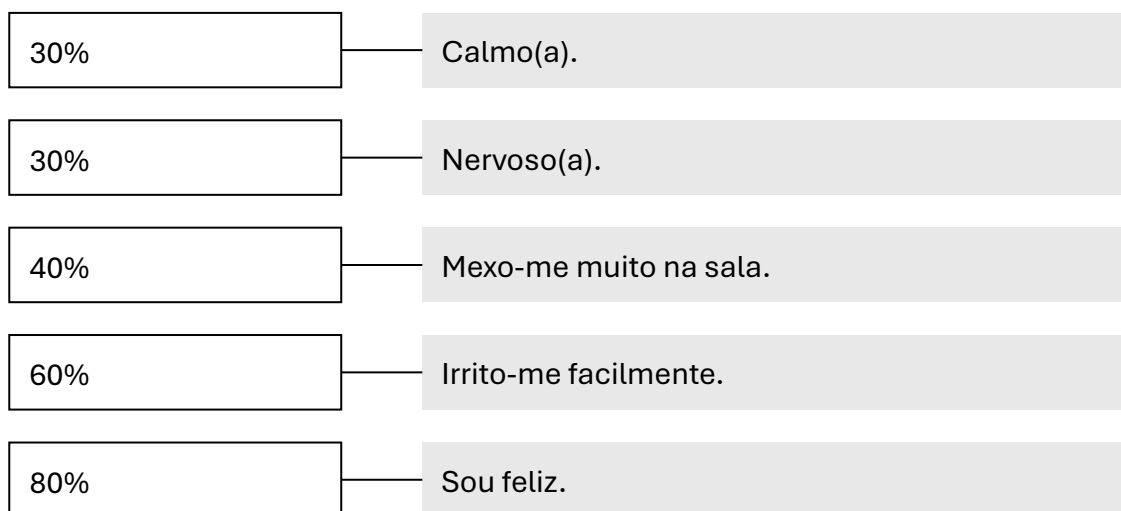 30% Calmo(a).
30% Nervoso(a).
40% Mexo-me muito na sala.
60% Irrito-me facilmente.
80% Sou feliz.